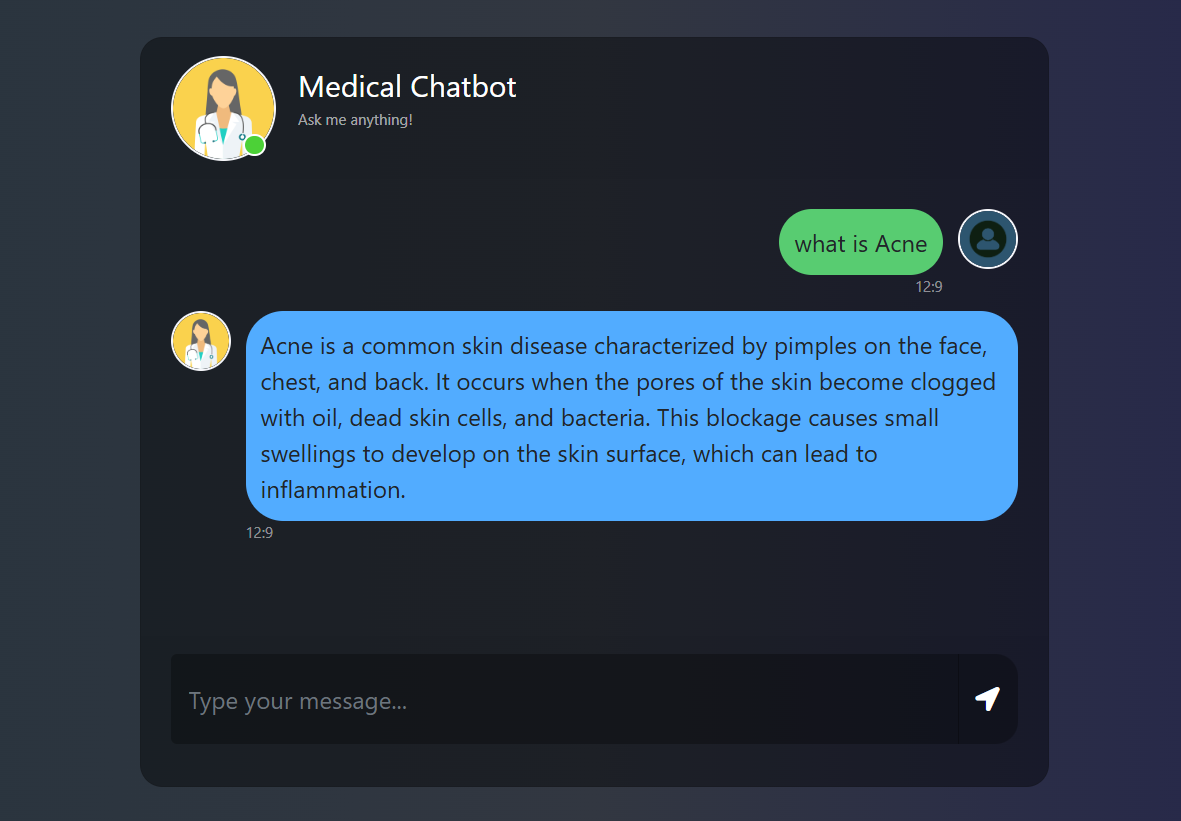 Medical Chatbot
Ask me anything!
what is Acne
12:9
Acne is a common skin disease characterized by pimples on the face,
chest, and back. It occurs when the pores of the skin become clogged
with oil, dead skin cells, and bacteria. This blockage causes small
swellings to develop on the skin surface, which can lead to
inflammation.
12:9
Type your message...